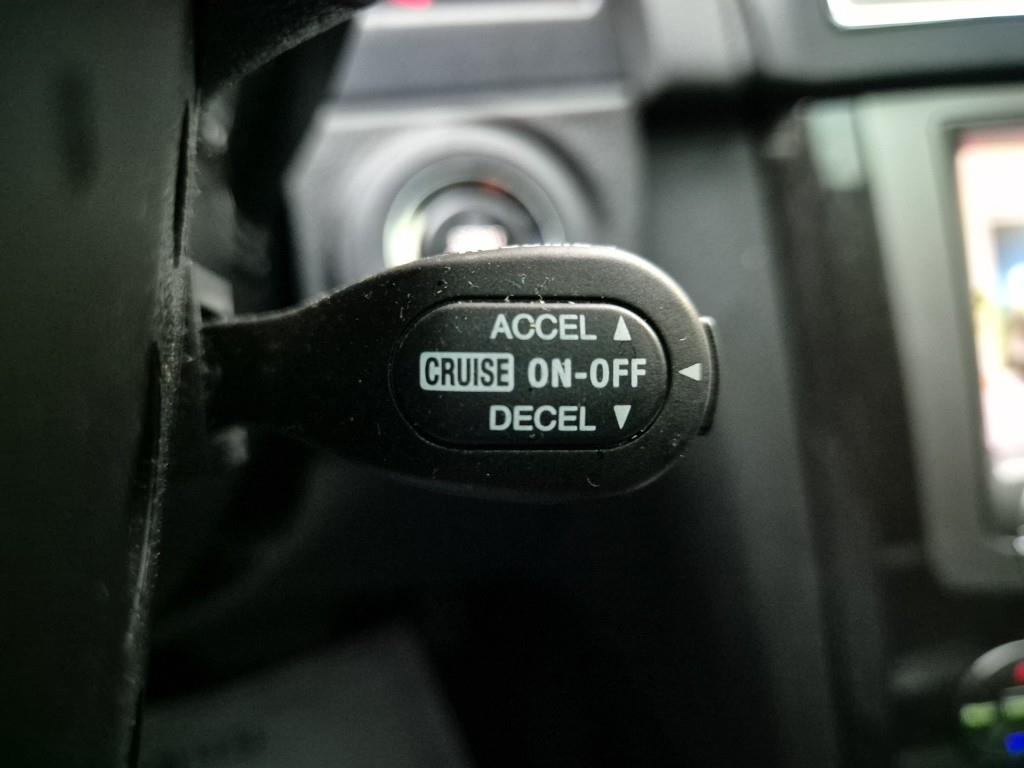 ACCEL ▲
CRUISE ON-OFF ◀
DECEL ▼